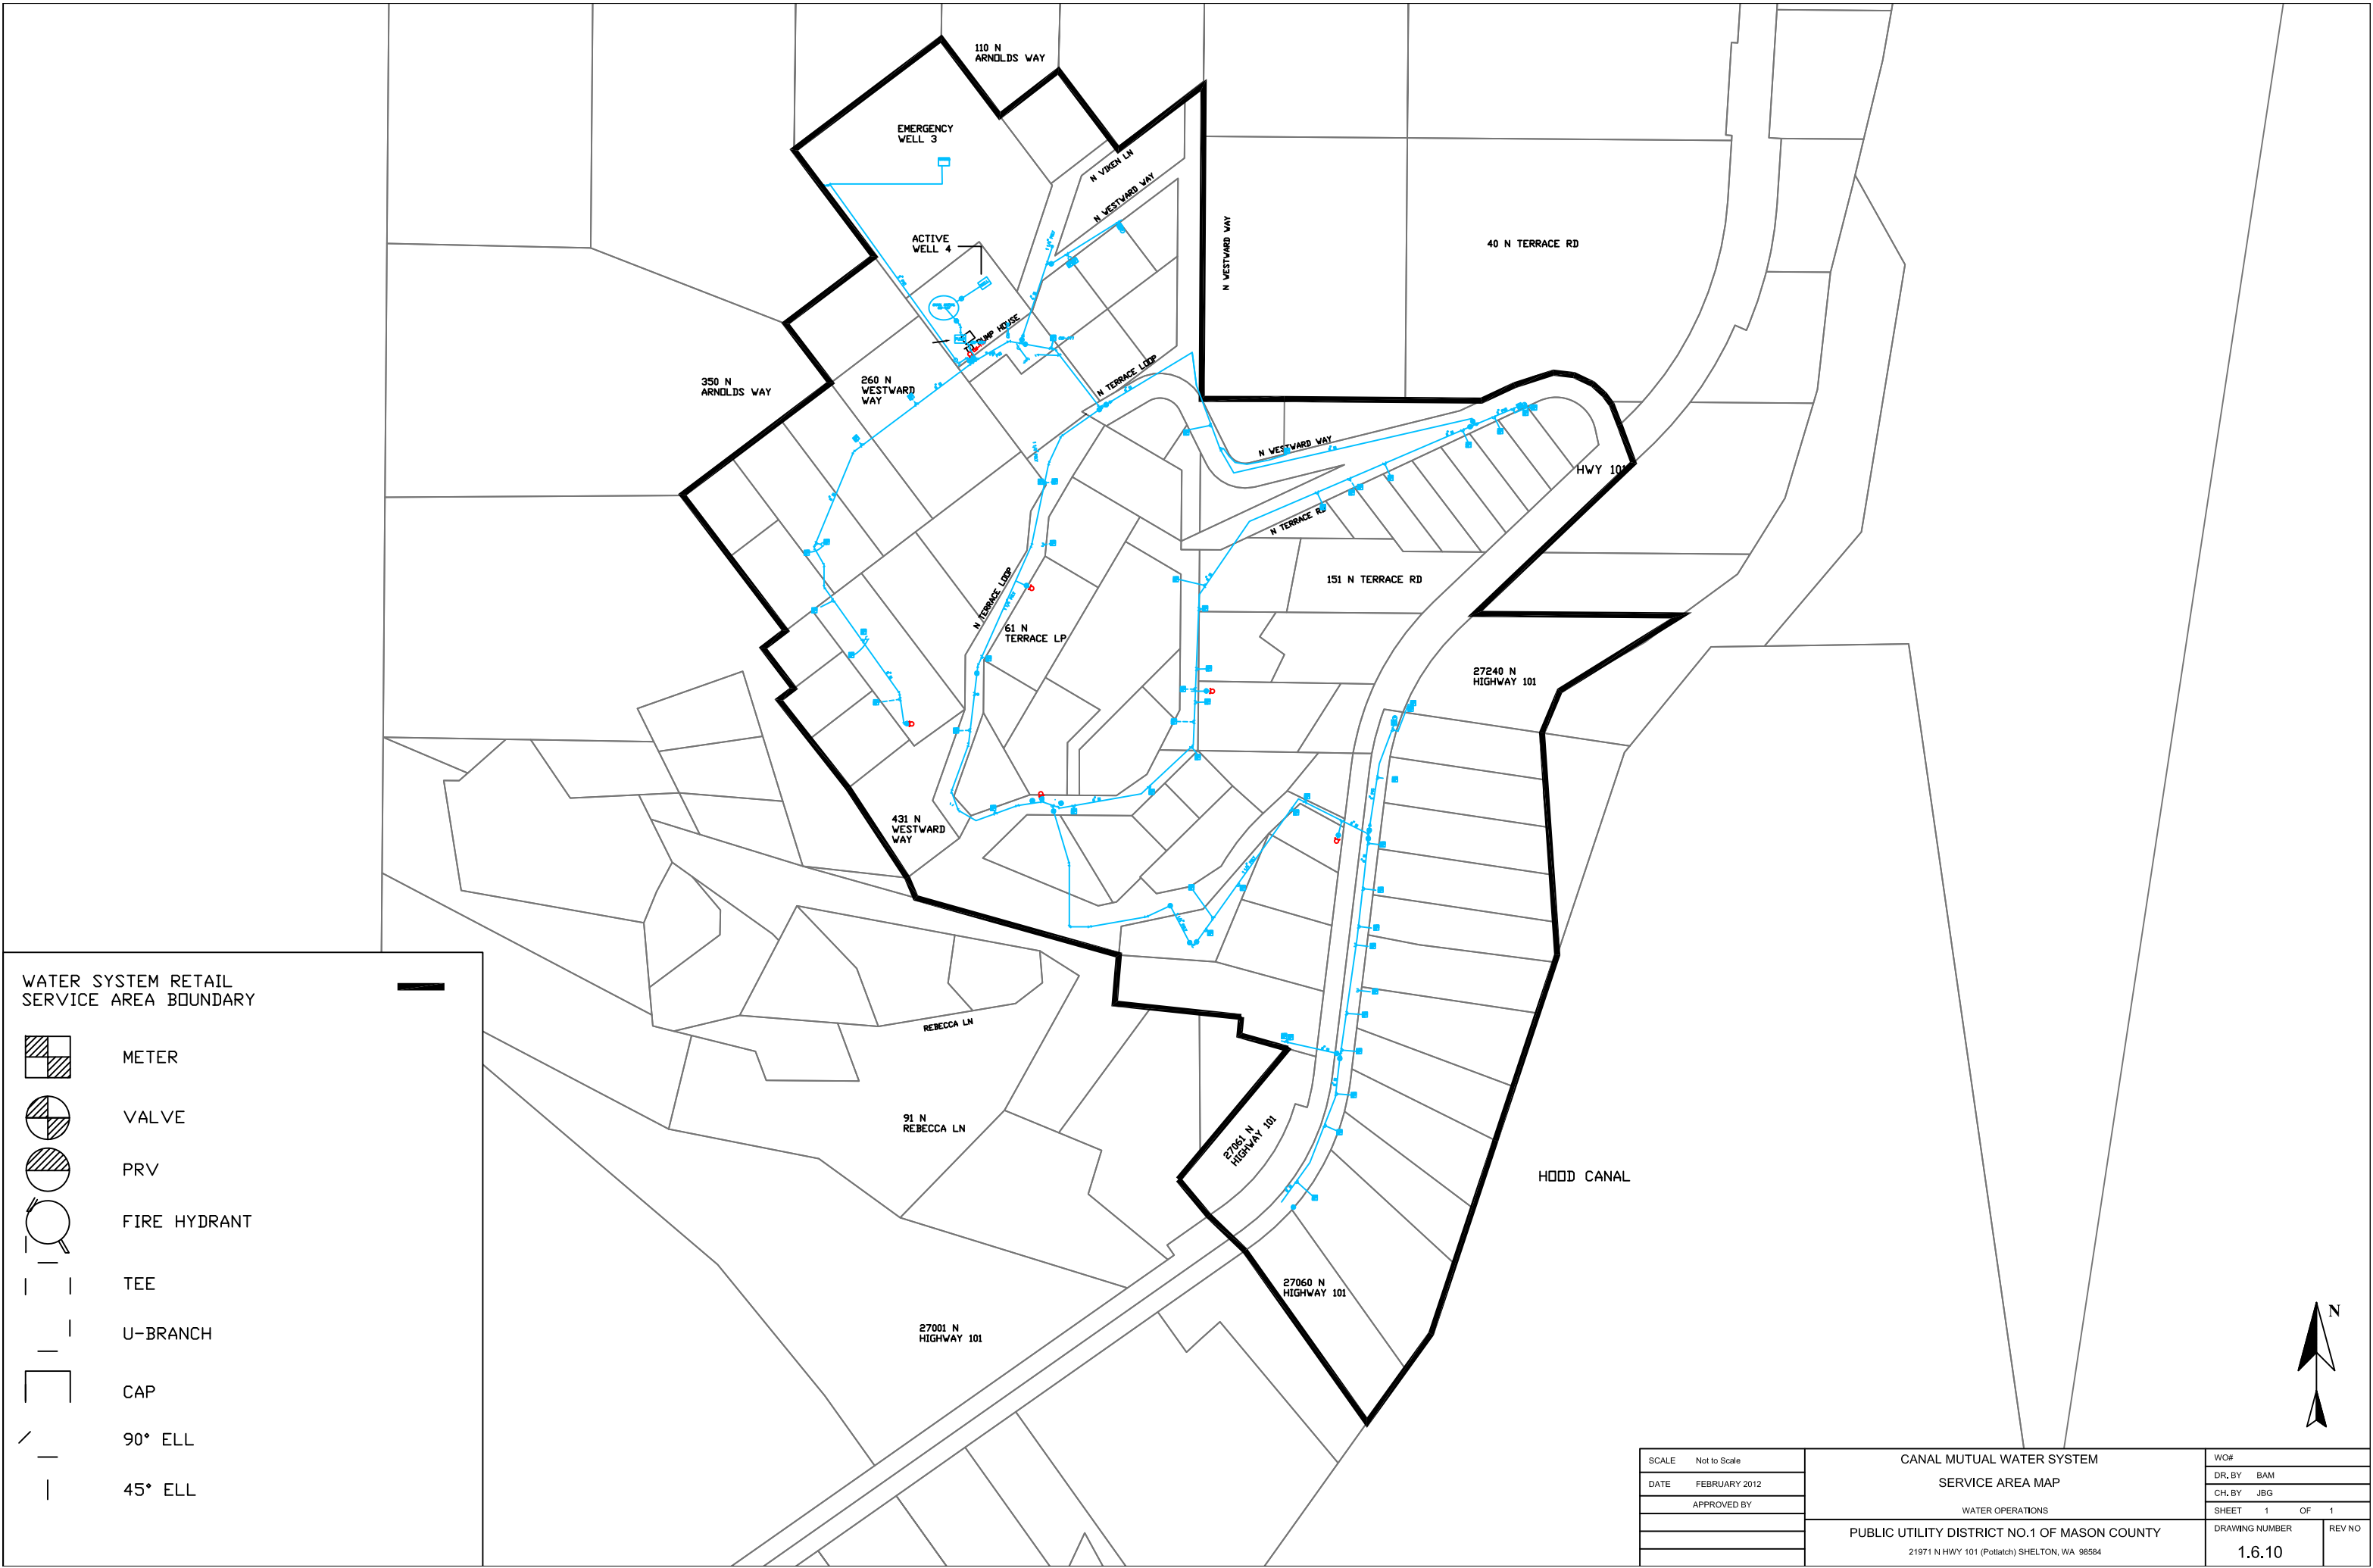 110 N
ARNOLDS WAY
EMERGENCY
WELL 3
N VIKEN LN
N WESTWARD WAY
N WESTWARD WAY
ACTIVE
WELL 4
40 N TERRACE RD
PUMP HOUSE
350 N
ARNOLDS WAY
260 N
WESTWARD
WAY
N TERRACE LOOP
N WESTWARD WAY
HWY 101
N TERRACE RD
151 N TERRACE RD
N TERRACE LOOP
61 N
TERRACE LP
27240 N
HIGHWAY 101
431 N
WESTWARD
WAY
REBECCA LN
91 N
REBECCA LN
27061 N
HIGHWAY 101
HOOD CANAL
27060 N
HIGHWAY 101
27001 N
HIGHWAY 101
WATER SYSTEM RETAIL
SERVICE AREA BOUNDARY
METER
VALVE
PRV
FIRE HYDRANT
TEE
U-BRANCH
CAP
90° ELL
45° ELL
N
SCALE Not to Scale
DATE FEBRUARY 2012
APPROVED BY
CANAL MUTUAL WATER SYSTEM
SERVICE AREA MAP
WATER OPERATIONS
PUBLIC UTILITY DISTRICT NO.1 OF MASON COUNTY
21971 N HWY 101 (Potlatch) SHELTON, WA 98584
WO#
DR. BY BAM
CH. BY JBG
SHEET 1 OF 1
DRAWING NUMBER
REV NO
1.6.10